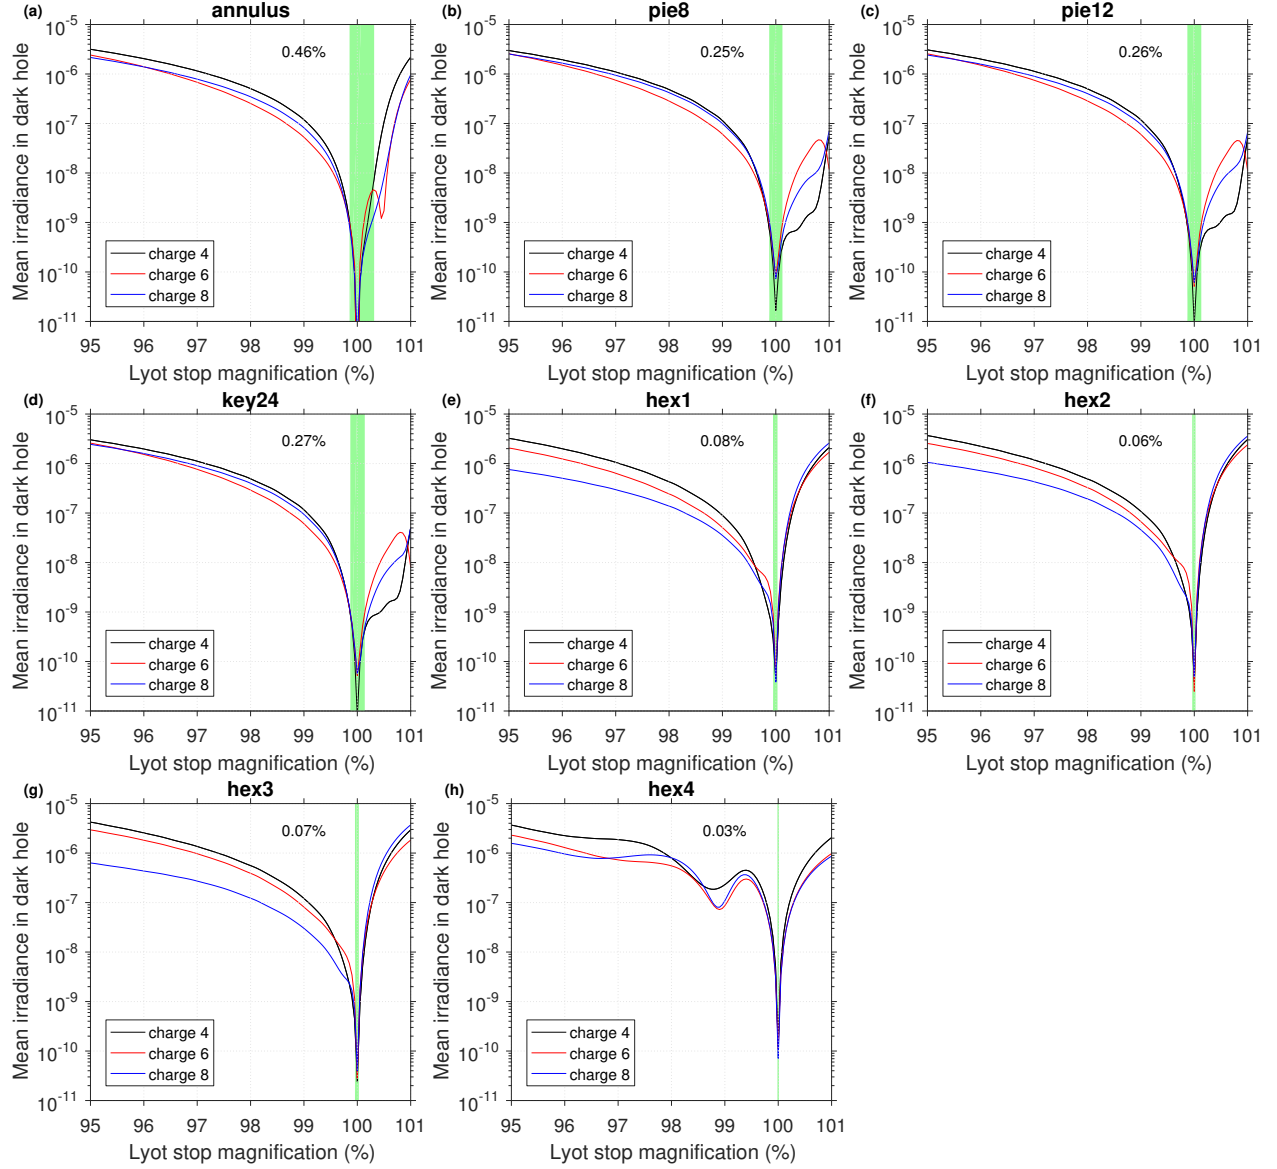 (a) annulus
10^-5
10^-6
10^-7
10^-8
10^-9
10^-10
10^-11
Mean irradiance in dark hole
0.46%
charge 4
charge 6
charge 8
95 96 97 98 99 100 101
Lyot stop magnification (%)
(b) pie8
10^-5
10^-6
10^-7
10^-8
10^-9
10^-10
10^-11
Mean irradiance in dark hole
0.25%
charge 4
charge 6
charge 8
95 96 97 98 99 100 101
Lyot stop magnification (%)
(c) pie12
10^-5
10^-6
10^-7
10^-8
10^-9
10^-10
10^-11
Mean irradiance in dark hole
0.26%
charge 4
charge 6
charge 8
95 96 97 98 99 100 101
Lyot stop magnification (%)
(d) key24
10^-5
10^-6
10^-7
10^-8
10^-9
10^-10
10^-11
Mean irradiance in dark hole
0.27%
charge 4
charge 6
charge 8
95 96 97 98 99 100 101
Lyot stop magnification (%)
(e) hex1
10^-5
10^-6
10^-7
10^-8
10^-9
10^-10
10^-11
Mean irradiance in dark hole
0.08%
charge 4
charge 6
charge 8
95 96 97 98 99 100 101
Lyot stop magnification (%)
(f) hex2
10^-5
10^-6
10^-7
10^-8
10^-9
10^-10
10^-11
Mean irradiance in dark hole
0.06%
charge 4
charge 6
charge 8
95 96 97 98 99 100 101
Lyot stop magnification (%)
(g) hex3
10^-5
10^-6
10^-7
10^-8
10^-9
10^-10
10^-11
Mean irradiance in dark hole
0.07%
charge 4
charge 6
charge 8
95 96 97 98 99 100 101
Lyot stop magnification (%)
(h) hex4
10^-5
10^-6
10^-7
10^-8
10^-9
10^-10
10^-11
Mean irradiance in dark hole
0.03%
charge 4
charge 6
charge 8
95 96 97 98 99 100 101
Lyot stop magnification (%)